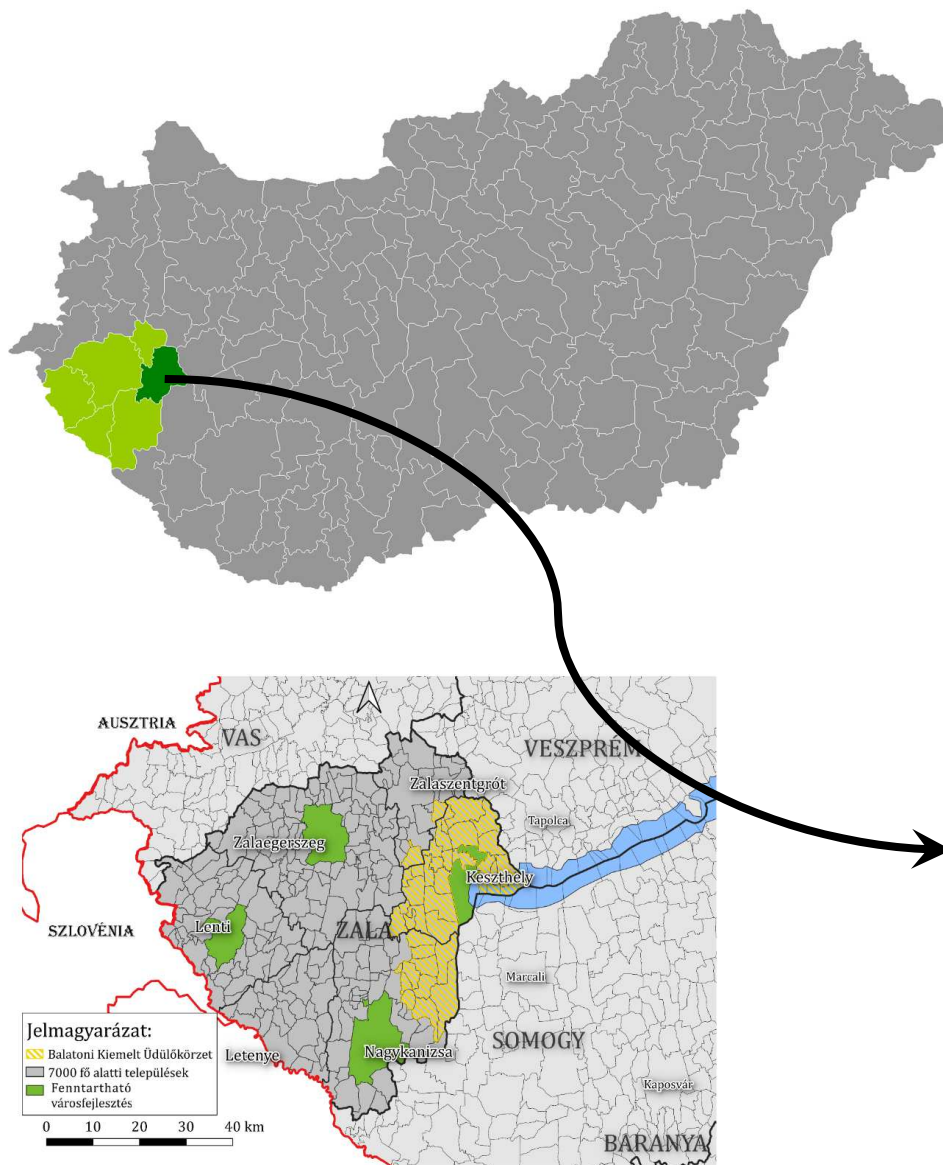 AUSZTRIA
VAS
VESZPRÉM
Zalaszentgrót
Tapolca
Zalaegerszeg
Keszthely
Lenti
ZALA
SZLOVÉNIA
Marcali
SOMOGY
Letenye
Nagykanizsa
Kaposvár
BARANYA
Jelmagyarázat:
Balatoni Kiemelt Üdülőkörzet
7000 fő alatti települések
Fenntartható
városfejlesztés
0 10 20 30 40 km